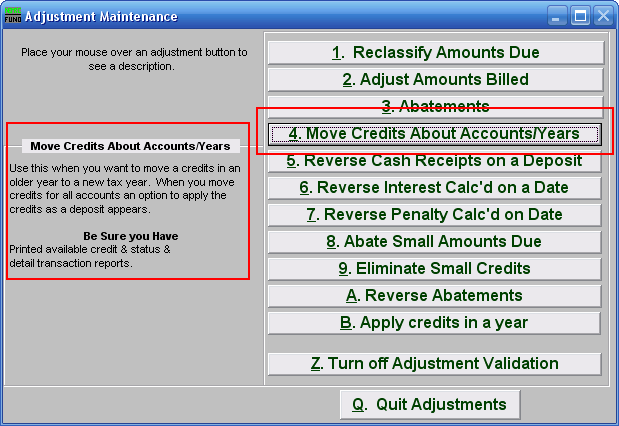 FUND
Adjustment Maintenance
Place your mouse over an adjustment button to
see a description.
Move Credits About Accounts/Years
Use this when you want to move a credits in an
older year to a new tax year. When you move
credits for all accounts an option to apply the
credits as a deposit appears.
Be Sure you Have
Printed available credit & status &
detail transaction reports.
1. Reclassify Amounts Due
2. Adjust Amounts Billed
3. Abatements
4. Move Credits About Accounts/Years
5. Reverse Cash Receipts on a Deposit
6. Reverse Interest Calc'd on a Date
7. Reverse Penalty Calc'd on Date
8. Abate Small Amounts Due
9. Eliminate Small Credits
A. Reverse Abatements
B. Apply credits in a year
Z. Turn off Adjustment Validation
Q. Quit Adjustments